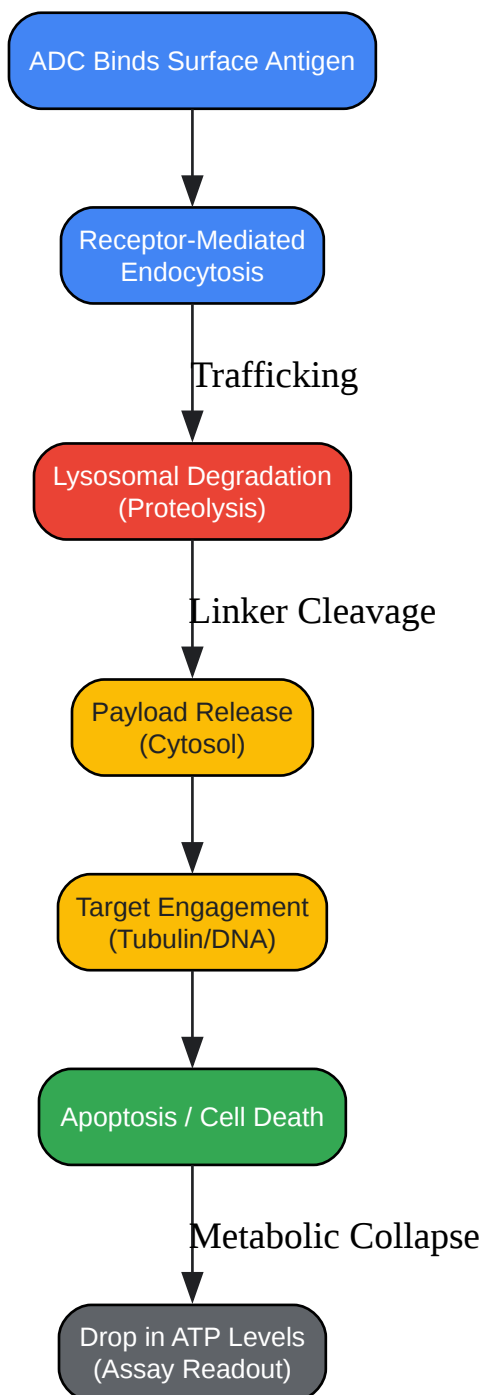 ADC Binds Surface Antigen
Receptor-Mediated
Endocytosis
Trafficking
Lysosomal Degradation
(Proteolysis)
Linker Cleavage
Payload Release
(Cytosol)
Target Engagement
(Tubulin/DNA)
Apoptosis / Cell Death
Metabolic Collapse
Drop in ATP Levels
(Assay Readout)